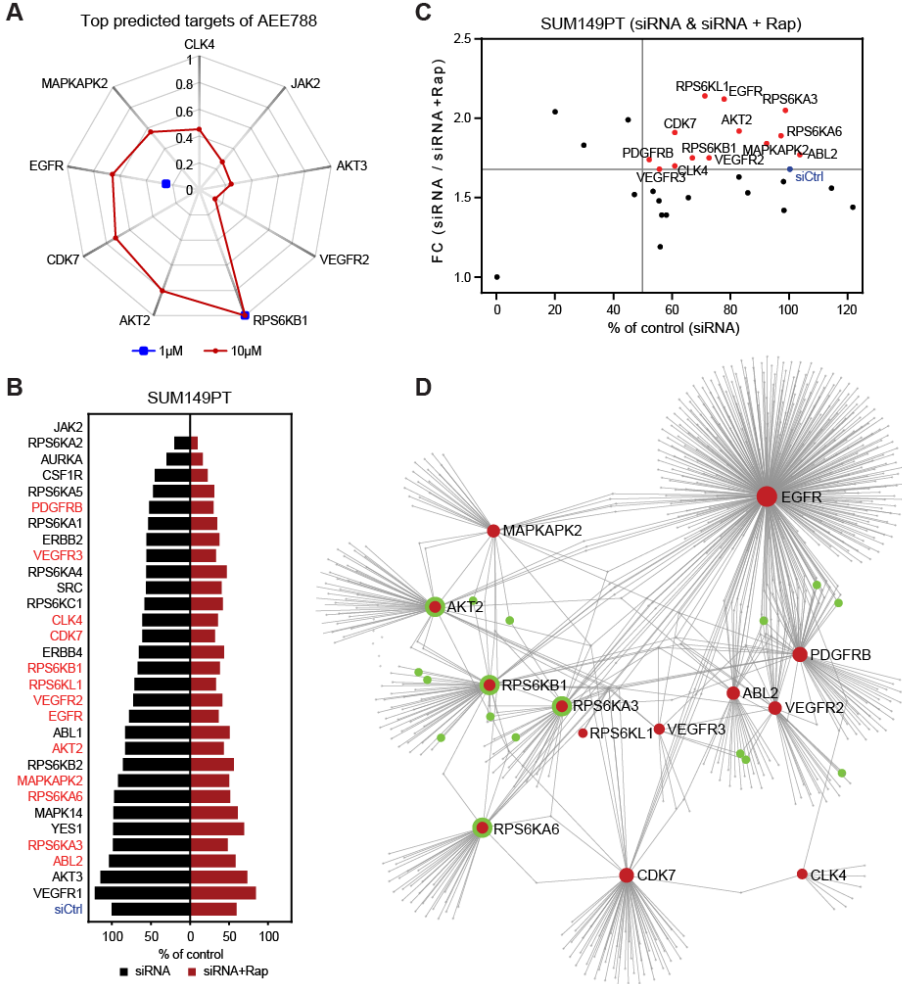 A
Top predicted targets of AEE788
CLK4
JAK2
AKT3
VEGFR2
RPS6KB1
AKT2
CDK7
EGFR
MAPKAPK2
1
0.8
0.6
0.4
0.2
0
1µM
10µM
B
SUM149PT
JAK2
RPS6KA2
AURKA
CSF1R
RPS6KA5
PDGFRB
RPS6KA1
ERBB2
VEGFR3
RPS6KA4
SRC
RPS6KC1
CLK4
CDK7
ERBB4
RPS6KB1
RPS6KL1
VEGFR2
EGFR
ABL1
AKT2
RPS6KB2
MAPKAPK2
RPS6KA6
MAPK14
YES1
RPS6KA3
ABL2
AKT3
VEGFR1
siCtrl
100 50 0 50 100
% of control
siRNA siRNA+Rap
C
SUM149PT (siRNA & siRNA + Rap)
FC (siRNA / siRNA+Rap)
2.5
2.0
1.5
1.0
RPS6KL1
EGFR
RPS6KA3
CDK7
AKT2
RPS6KA6
PDGFRB
RPS6KB1
MAPKAPK2
ABL2
VEGFR2
VEGFR3
CLK4
siCtrl
0 20 40 60 80 100 120
% of control (siRNA)
D
EGFR
MAPKAPK2
AKT2
PDGFRB
RPS6KB1
ABL2
RPS6KA3
VEGFR2
RPS6KL1
VEGFR3
RPS6KA6
CDK7
CLK4